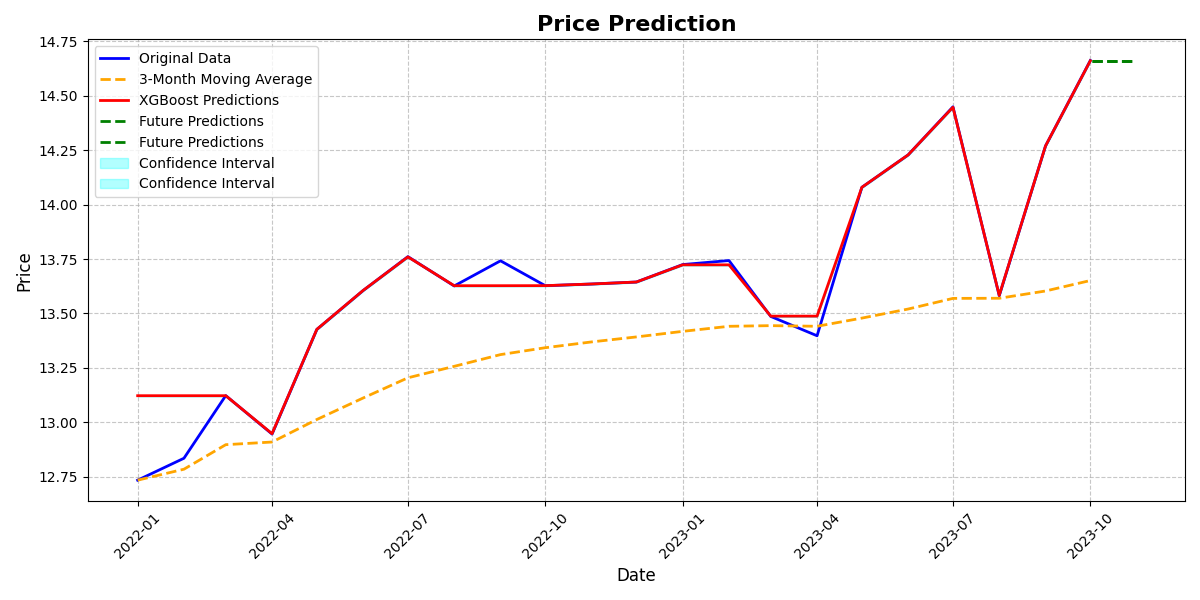 Price Prediction
Original Data
3-Month Moving Average
XGBoost Predictions
Future Predictions
Future Predictions
Confidence Interval
Confidence Interval
14.75
14.50
14.25
14.00
13.75
13.50
13.25
13.00
12.75
Price
2022-01
2022-04
2022-07
2022-10
2023-01
2023-04
2023-07
2023-10
Date